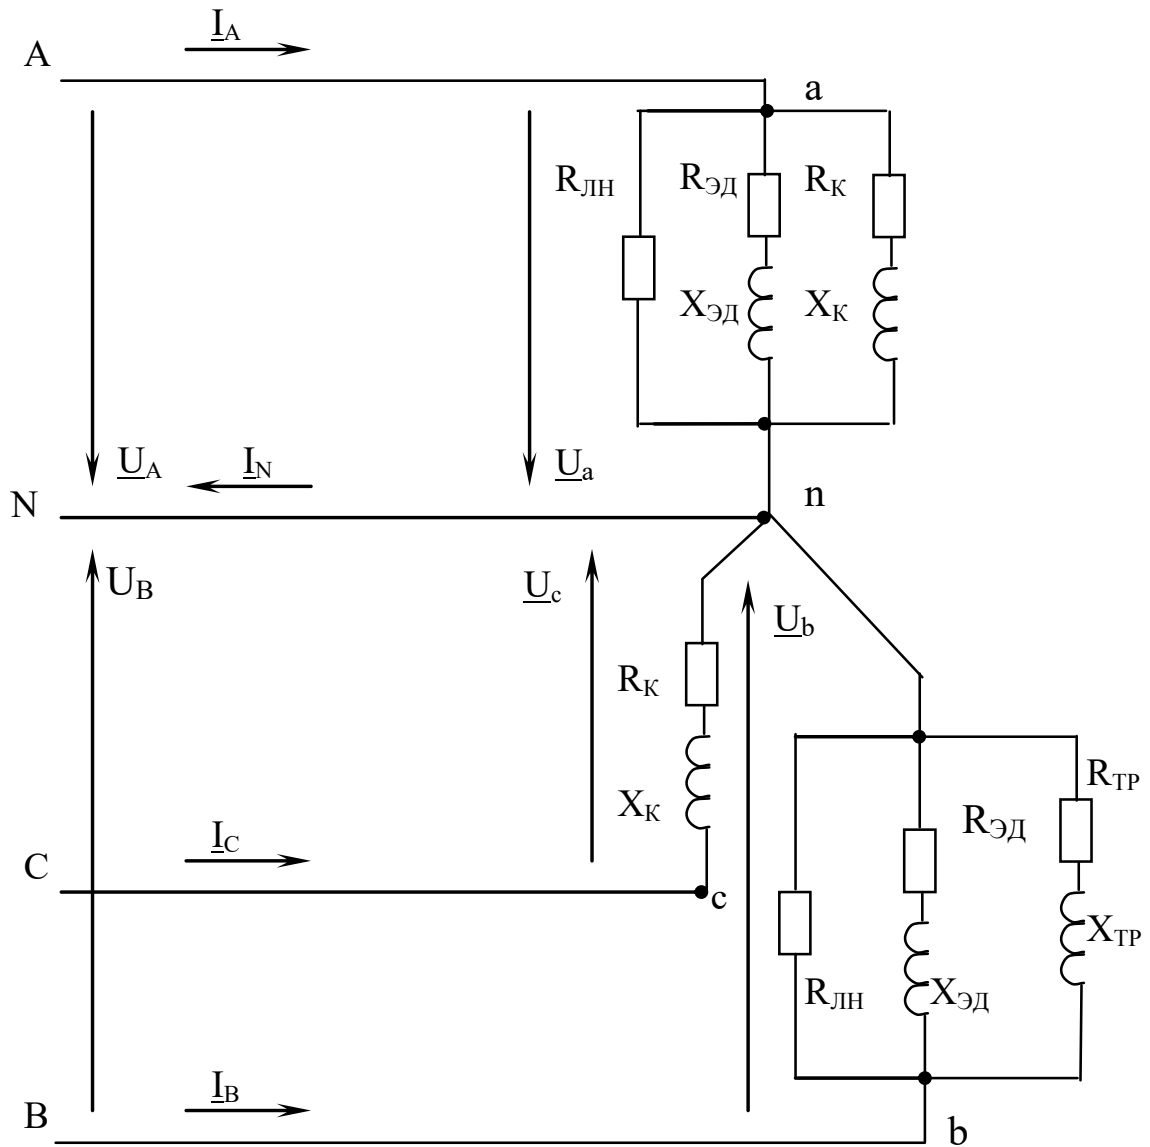 I_A
A
a
R_ЛН
R_ЭД
R_К
X_ЭД
X_К
U_A
I_N
U_a
N
n
U_B
U_c
U_b
R_К
R_ТР
X_К
R_ЭД
I_C
C
c
X_ТР
R_ЛН
X_ЭД
I_B
B
b